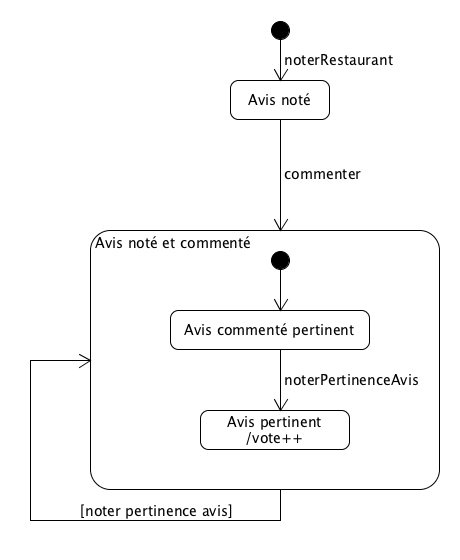 noterRestaurant
Avis noté
commenter
Avis noté et commenté
Avis commenté pertinent
noterPertinenceAvis
Avis pertinent
/vote++
[noter pertinence avis]